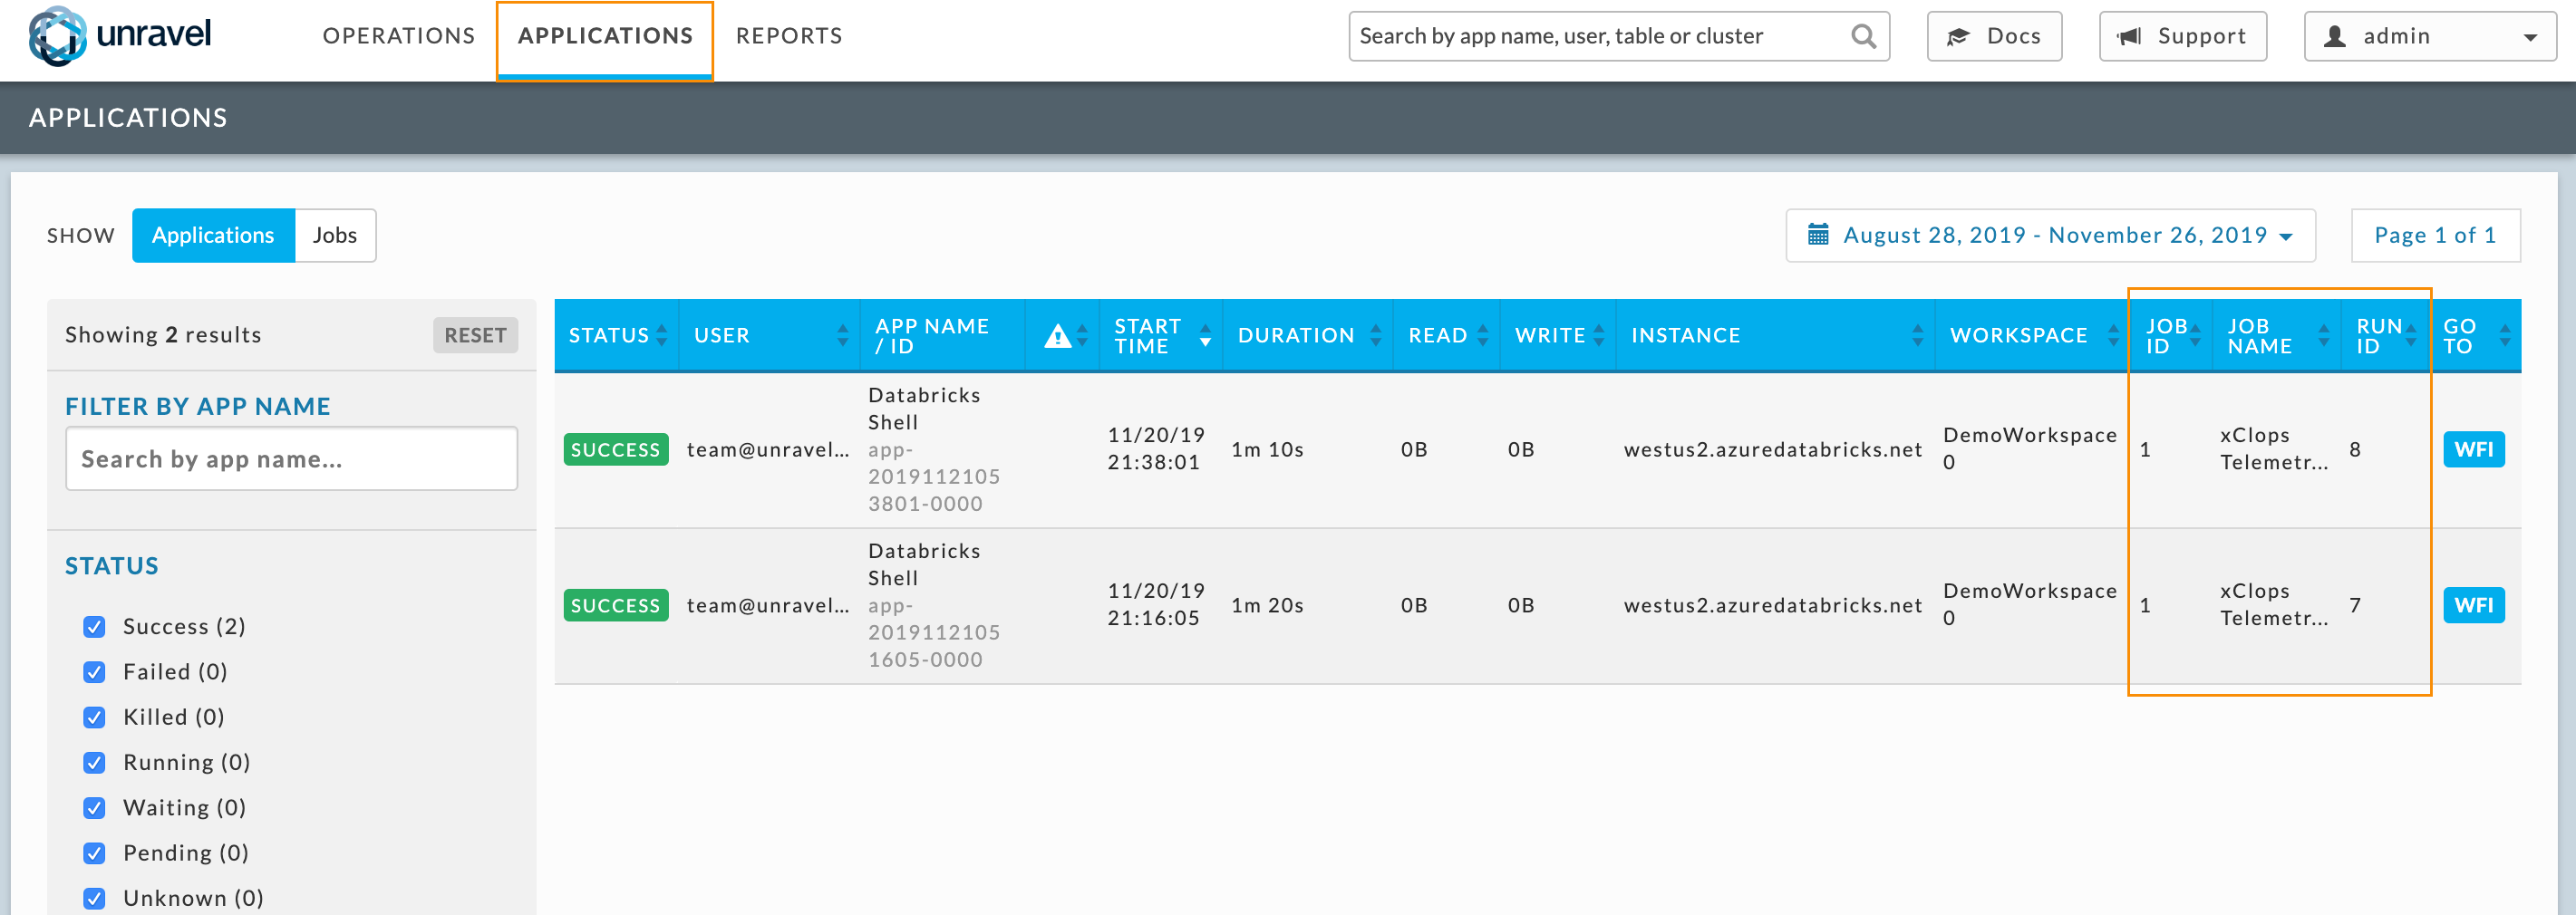 unravel
OPERATIONS APPLICATIONS REPORTS Search by app name, user, table or cluster Docs Support admin
APPLICATIONS
SHOW Applications Jobs August 28, 2019 - November 26, 2019 Page 1 of 1
Showing 2 results RESET
FILTER BY APP NAME
Search by app name...
STATUS
Success (2)
Failed (0)
Killed (0)
Running (0)
Waiting (0)
Pending (0)
Unknown (0)
STATUS USER APP NAME / ID START TIME DURATION READ WRITE INSTANCE WORKSPACE JOB ID JOB NAME RUN ID GO TO
SUCCESS team@unravel... Databricks Shell app-20191121053801-0000 11/20/19 21:38:01 1m 10s 0B 0B westus2.azuredatabricks.net DemoWorkspace 0 1 xClops Telemetr... 8 WFI
SUCCESS team@unravel... Databricks Shell app-20191121051605-0000 11/20/19 21:16:05 1m 20s 0B 0B westus2.azuredatabricks.net DemoWorkspace 0 1 xClops Telemetr... 7 WFI